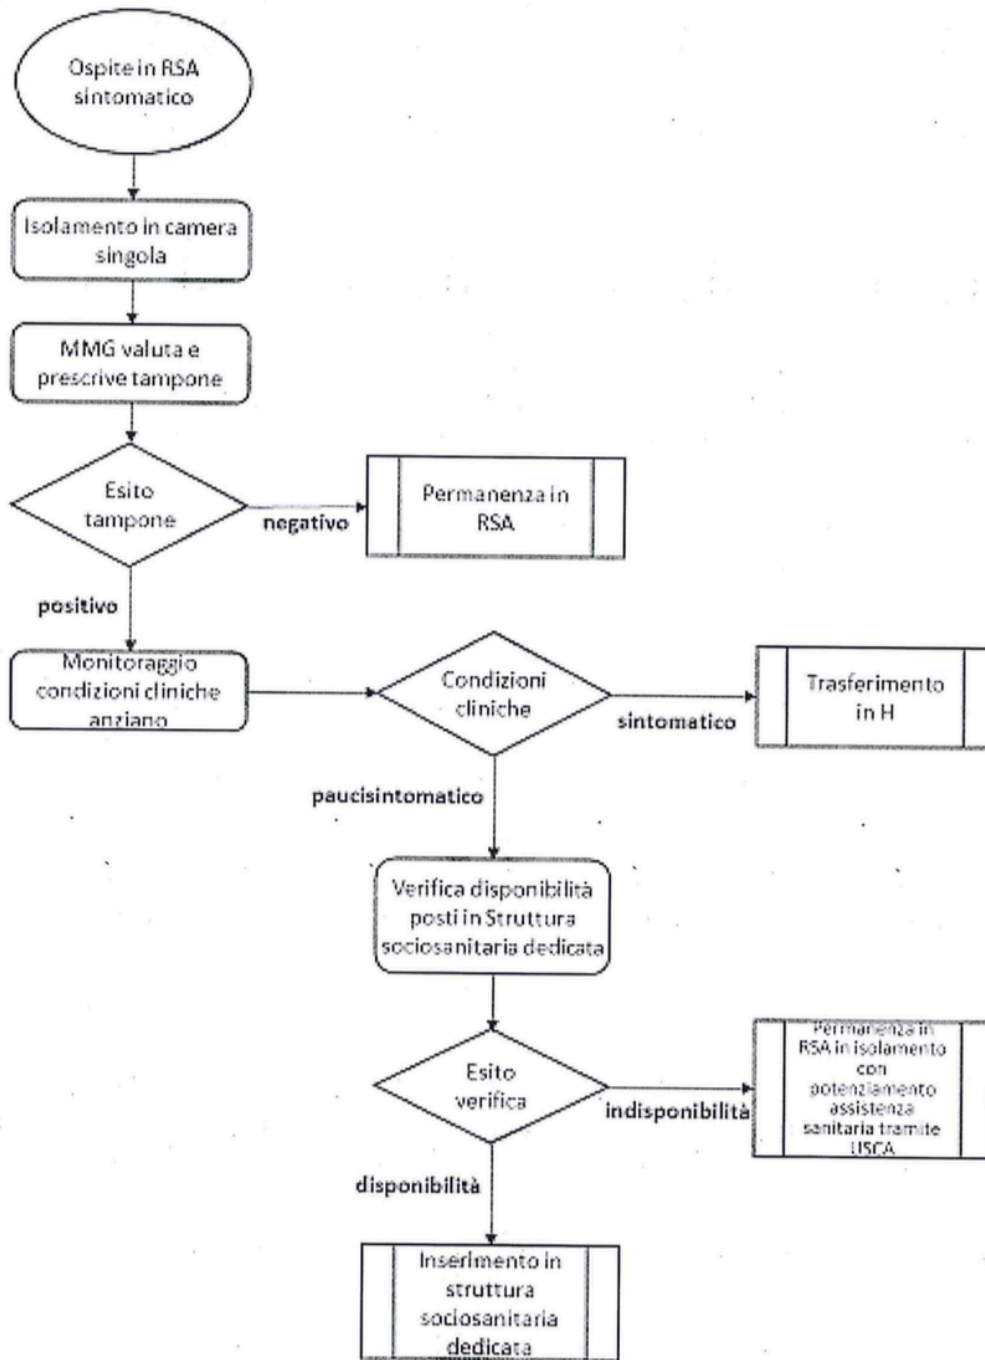 Ospite in RSA
sintomatico
Isolamento in camera
singola
MMG valuta e
prescrive tampone
Esito
tampone
negativo
Permanenza in
RSA
positivo
Monitoraggio
condizioni cliniche
anziano
Condizioni
cliniche
sintomatico
Trasferimento
in H
paucisintomatico
Verifica disponibilità
posti in Struttura
sociosanitaria dedicata
Esito
verifica
indisponibilità
Permanenza in
RSA in isolamento
con
potenziamento
assistenza
sanitaria tramite
USCA
disponibilità
Inserimento in
struttura
sociosanitaria
dedicata